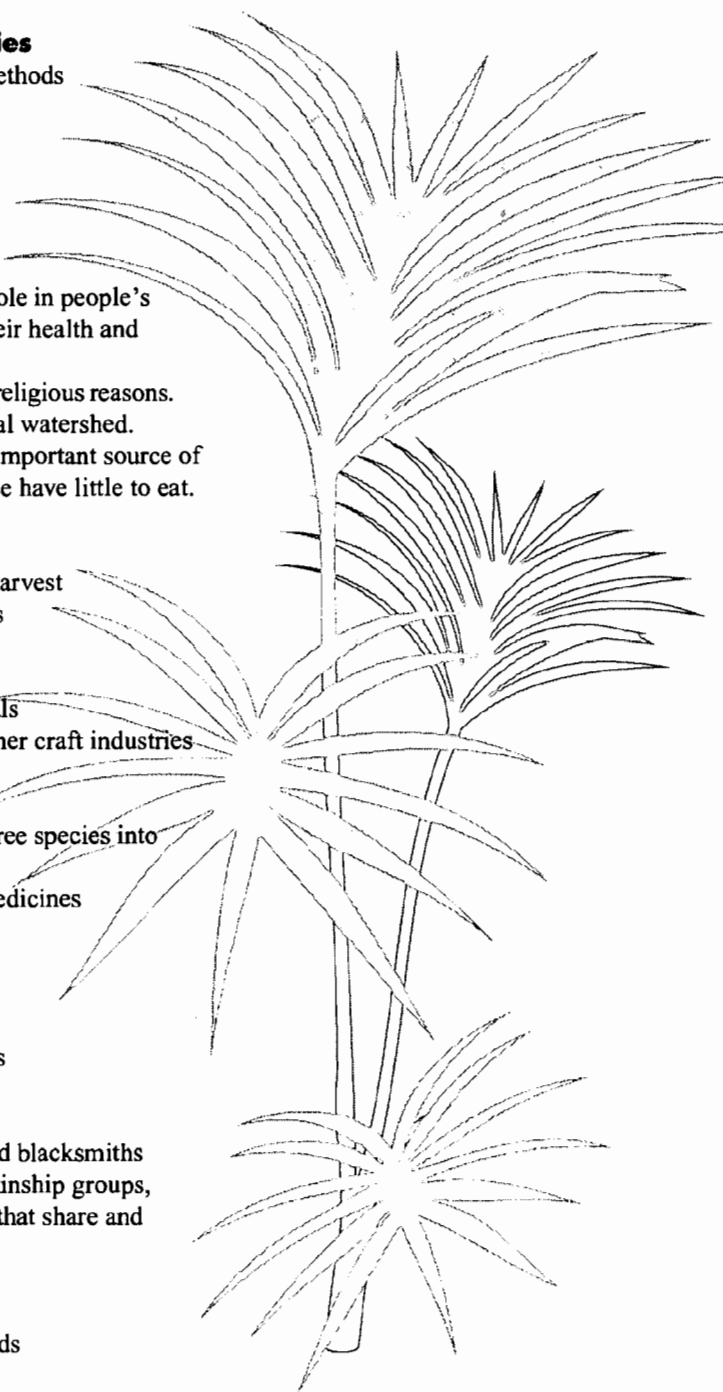 ies
ethods
ole in people's
eir health and
religious reasons.
al watershed.
mportant source of
e have little to eat.
arvest
s
ls
ner craft industries
ree species into
edicines
s
d blacksmiths
inship groups,
that share and
ds